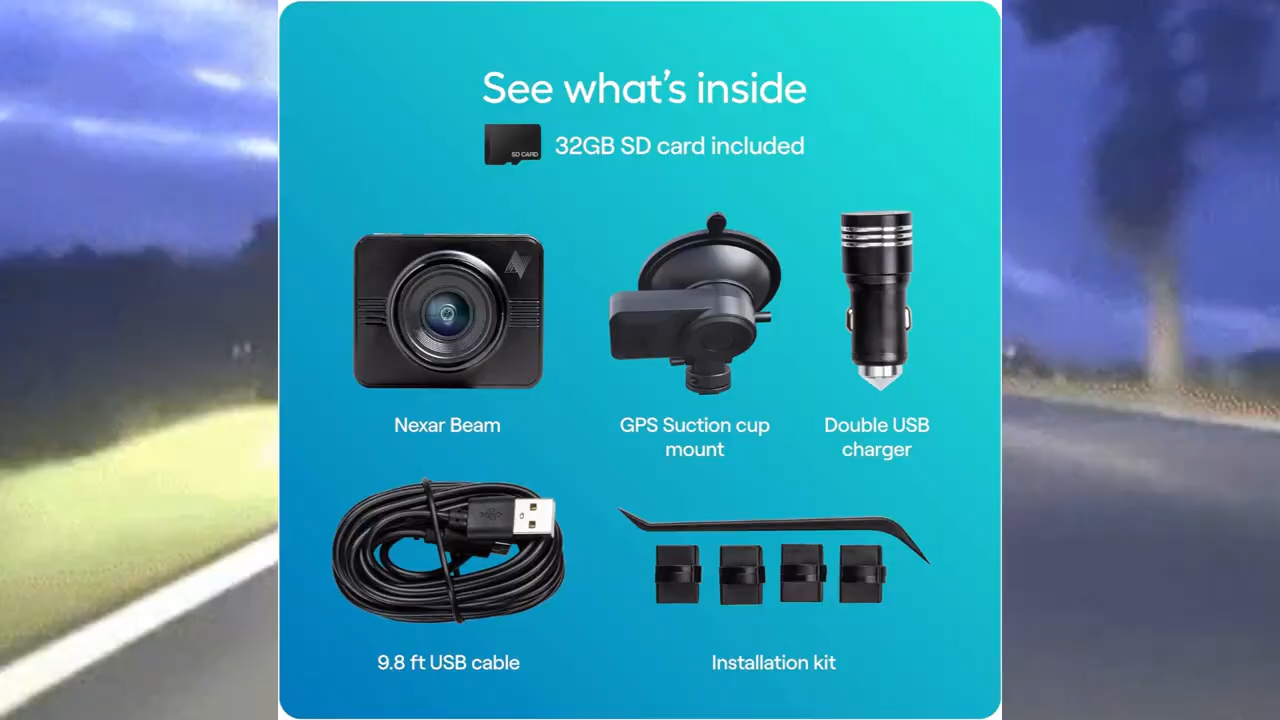 See what's inside
SD CARD
32GB SD card included
Nexar Beam
GPS Suction cup
mount
Double USB
charger
9.8 ft USB cable
Installation kit